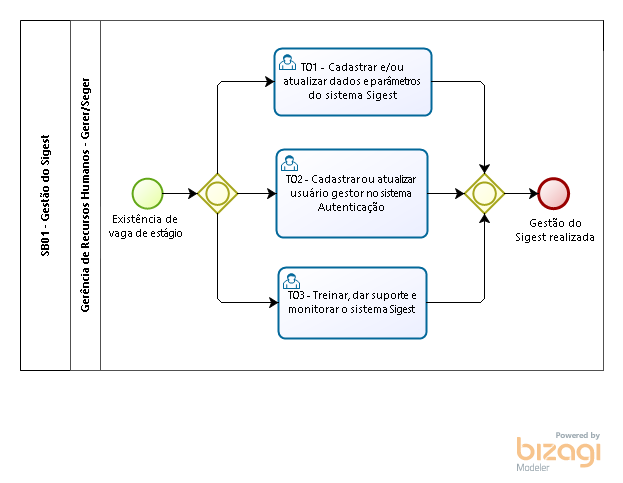 SB01 - Gestão do Sigest
Gerência de Recursos Humanos - Gerer/Seger
Existência de
vaga de estágio
TO1 - Cadastrar e/ou
atualizar dados e parâmetros
do sistema Sigest
TO2 - Cadastrar ou atualizar
usuário gestor no sistema
Autenticação
TO3 - Treinar, dar suporte e
monitorar o sistema Sigest
Gestão do
Sigest realizada
Powered by
bizagi
Modeler